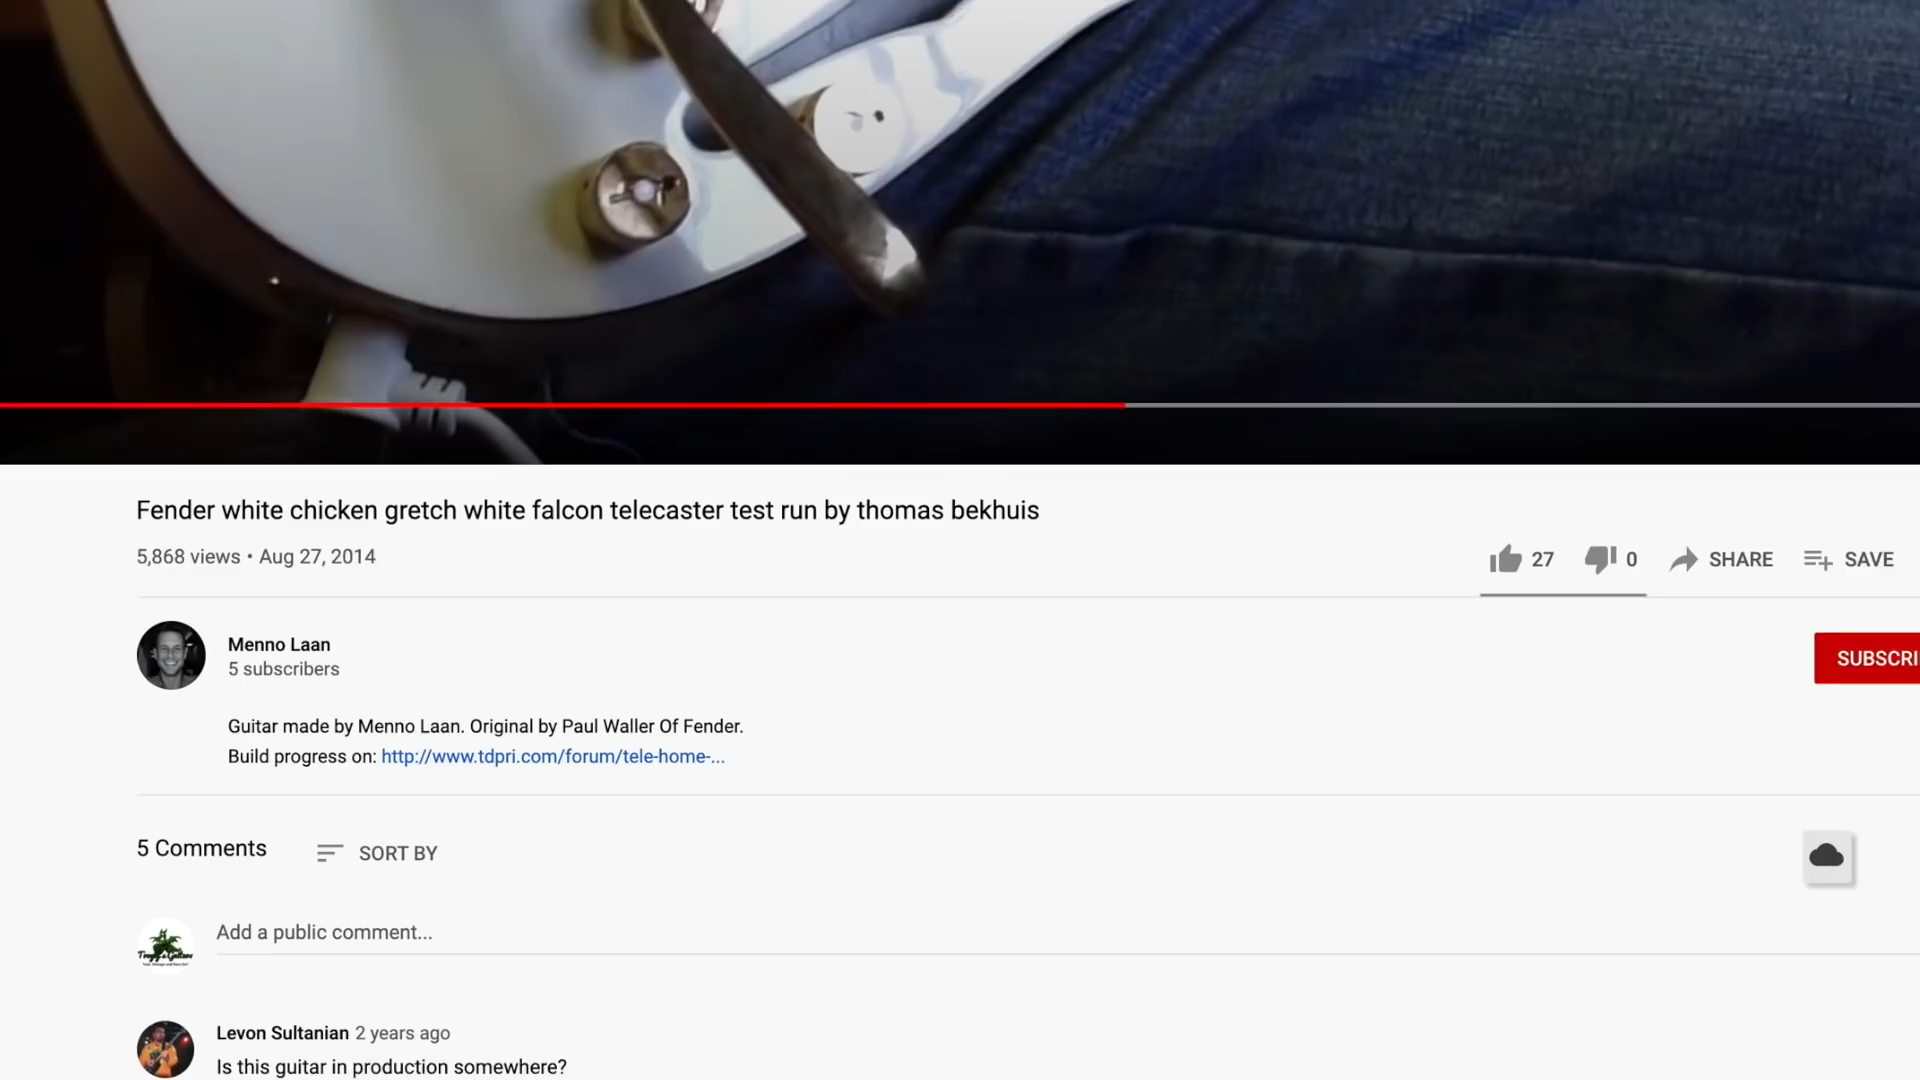 Fender white chicken gretch white falcon telecaster test run by thomas bekhuis
5,868 views • Aug 27, 2014
27
0
SHARE
SAVE
Menno Laan
5 subscribers
SUBSCRI
Guitar made by Menno Laan. Original by Paul Waller Of Fender.
Build progress on: http://www.tdpri.com/forum/tele-home-...
5 Comments
SORT BY
Add a public comment...
Levon Sultanian 2 years ago
Is this guitar in production somewhere?